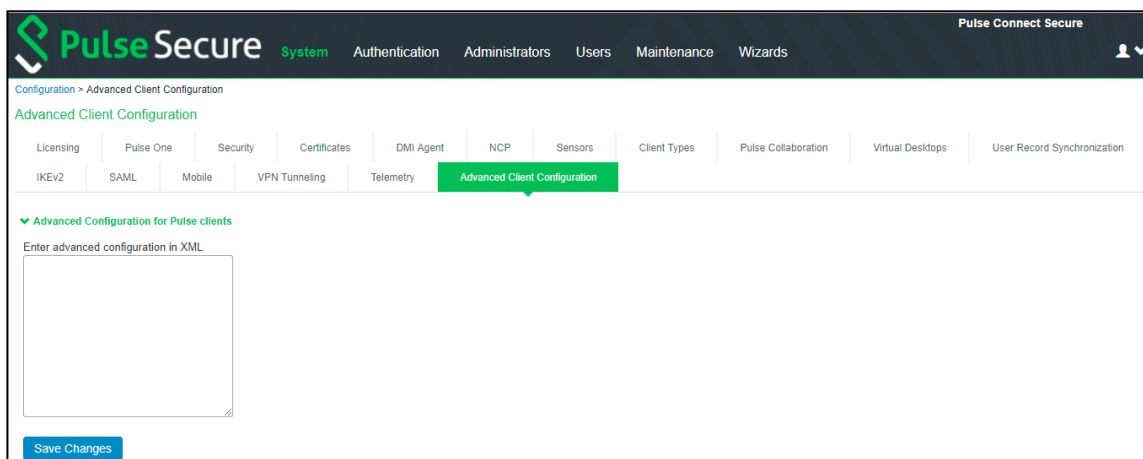 Pulse Connect Secure
Pulse Secure System Authentication Administrators Users Maintenance Wizards
Configuration > Advanced Client Configuration
Advanced Client Configuration
Licensing Pulse One Security Certificates DMI Agent NCP Sensors Client Types Pulse Collaboration Virtual Desktops User Record Synchronization
IKEv2 SAML Mobile VPN Tunneling Telemetry Advanced Client Configuration
Advanced Configuration for Pulse clients
Enter advanced configuration in XML
Save Changes